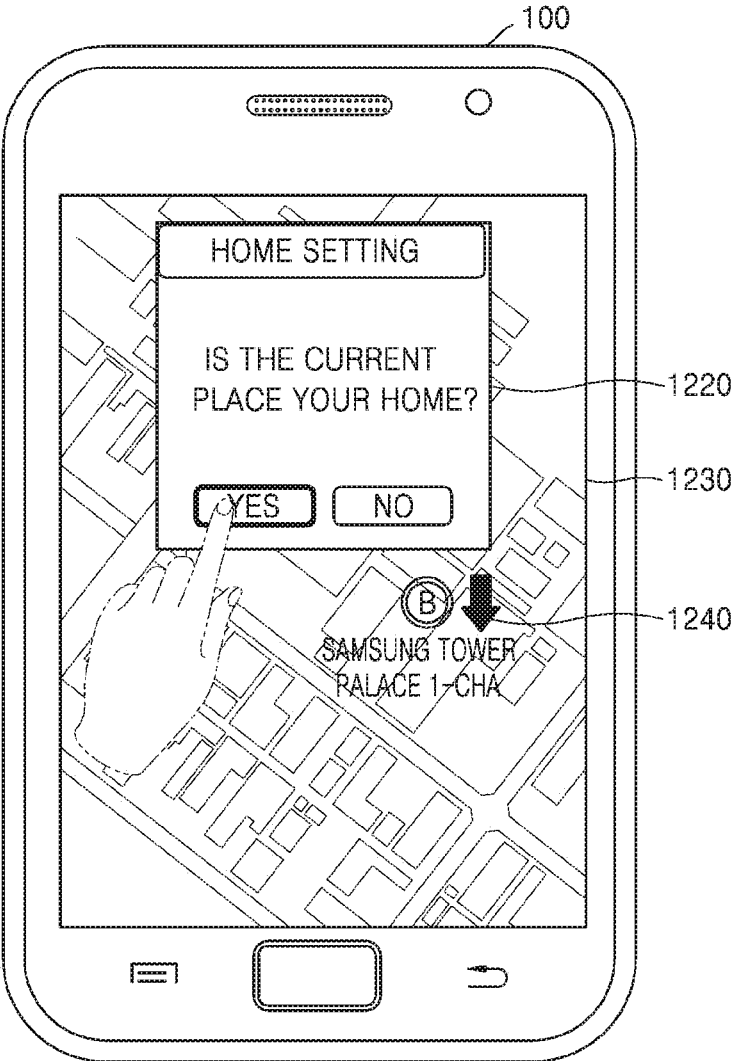 100
HOME SETTING
IS THE CURRENT
PLACE YOUR HOME?
1220
1230
YES
NO
B
1240
SAMSUNG TOWER
PALACE 1-CHA